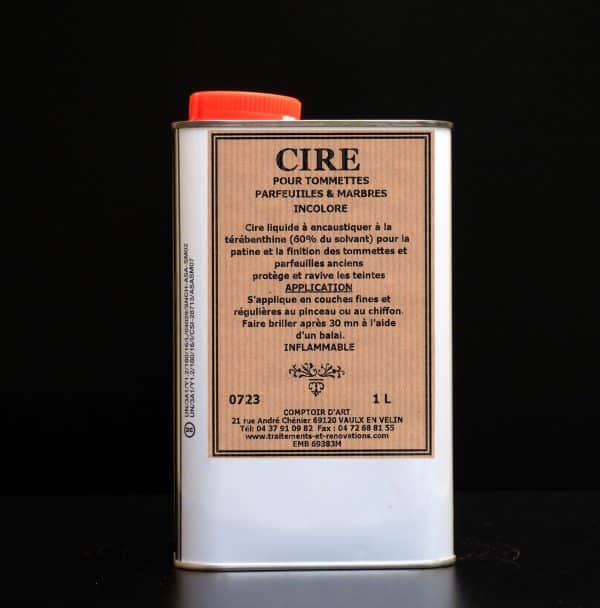 CIRE
POUR TOMMETTES
PARFEUILLES & MARBRES
INCOLORE
Cire liquide à encaustiquer à la
térébenthine (60% du solvant) pour la
patine et la finition des tommettes et
parfeuilles anciens
protège et ravive les teintes
APPLICATION
S'applique en couches fines et
régulières au pinceau ou au chiffon.
Faire briller après 30 mn à l'aide
d'un balai.
INFLAMMABLE
0723 1 L
COMPTOIR D'ART
21 rue André Chénier 69120 VAULX EN VELIN
Tél: 04 37 91 09 82 Fax : 04 72 68 81 55
www.traitements-et-renovations.com
EMB 69383M